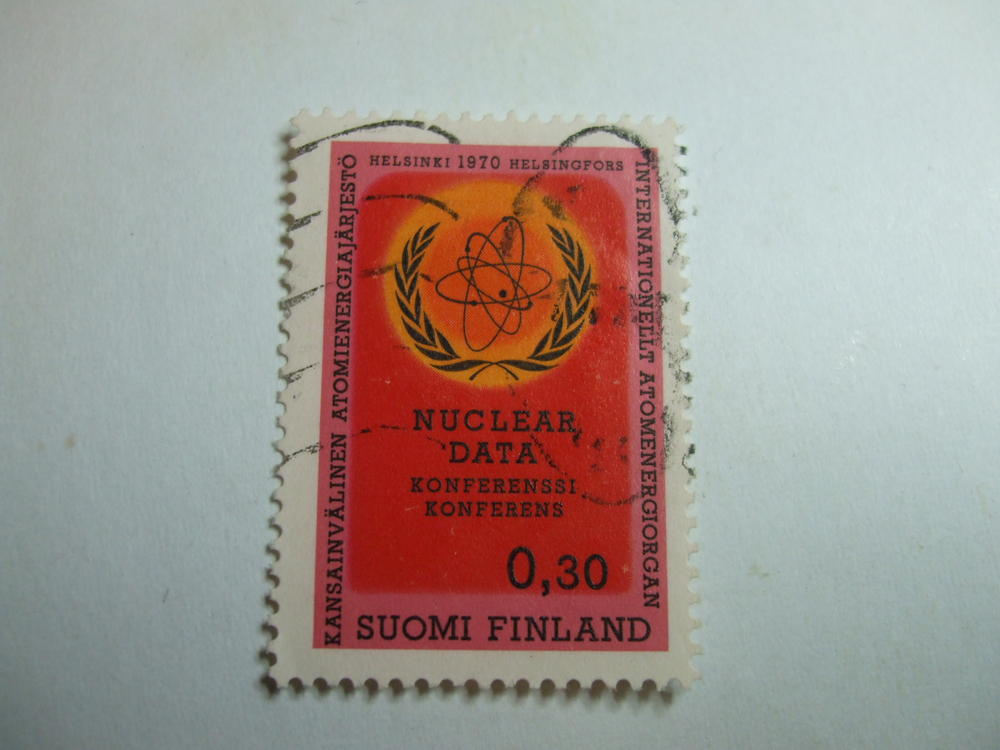 HELSINKI 1970 HELSINGFORS
KANSAINVÄLINEN ATOMIENERGIAJÄRJESTÖ
INTERNATIONELLT ATOMENERGIORGAN
NUCLEAR
DATA
KONFERENSSI
KONFERENS
0,30
SUOMI FINLAND